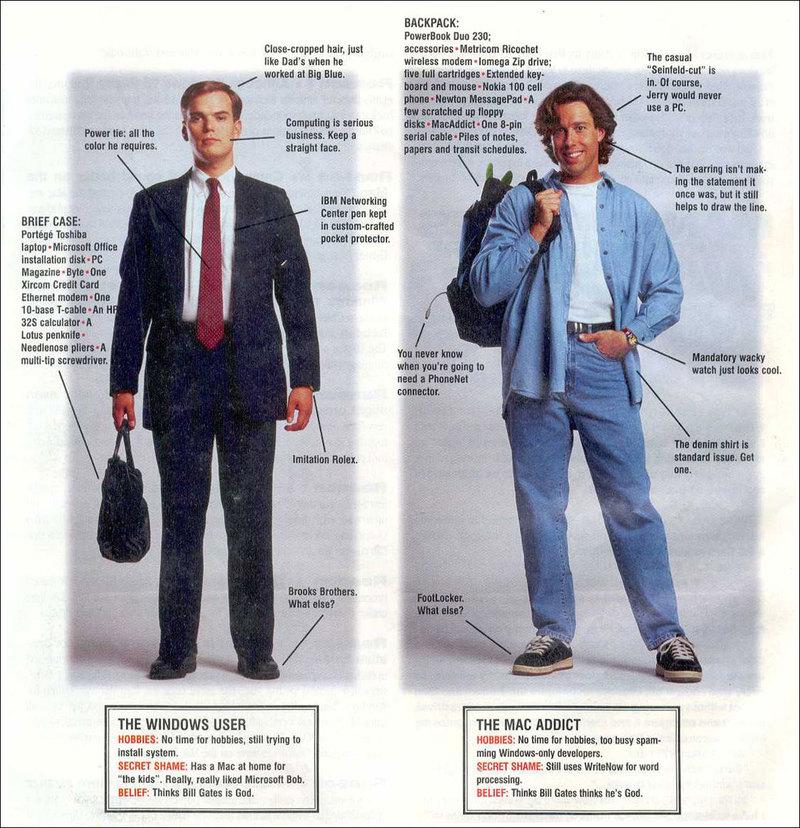 Close-cropped hair, just
like Dad's when he
worked at Big Blue.
Power tie: all the
color he requires.
Computing is serious
business. Keep a
straight face.
IBM Networking
Center pen kept
in custom-crafted
pocket protector.
BRIEF CASE:
Portégé Toshiba
laptop • Microsoft Office
installation disk • PC
Magazine • Byte • One
Xircom Credit Card
Ethernet modem • One
10-base T-cable • An HP
32S calculator • A
Lotus penknife •
Needlenose pliers • A
multi-tip screwdriver.
Imitation Rolex.
Brooks Brothers.
What else?
THE WINDOWS USER
HOBBIES: No time for hobbies, still trying to
install system.
SECRET SHAME: Has a Mac at home for
"the kids". Really, really liked Microsoft Bob.
BELIEF: Thinks Bill Gates is God.
BACKPACK:
PowerBook Duo 230;
accessories • Metricom Ricochet
wireless modem • Iomega Zip drive;
five full cartridges • Extended key-
board and mouse • Nokia 100 cell
phone • Newton MessagePad • A
few scratched up floppy
disks • MacAddict • One 8-pin
serial cable • Piles of notes,
papers and transit schedules.
The casual
"Seinfeld-cut" is
in. Of course,
Jerry would never
use a PC.
The earring isn't mak-
ing the statement it
once was, but it still
helps to draw the line.
You never know
when you're going to
need a PhoneNet
connector.
Mandatory wacky
watch just looks cool.
The denim shirt is
standard issue. Get
one.
FootLocker.
What else?
THE MAC ADDICT
HOBBIES: No time for hobbies, too busy spam-
ming Windows-only developers.
SECRET SHAME: Still uses WriteNow for word
processing.
BELIEF: Thinks Bill Gates thinks he's God.